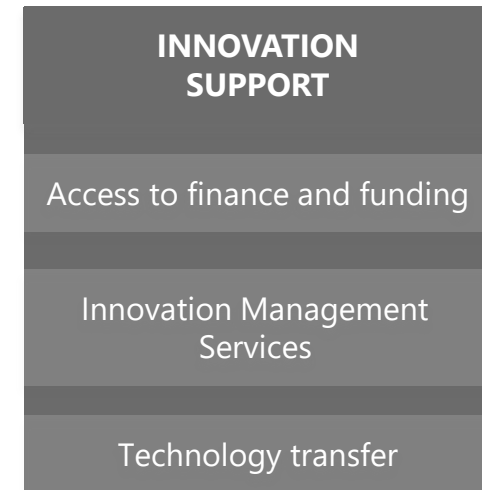 INNOVATION
SUPPORT
Access to finance and funding
Innovation Management
Services
Technology transfer